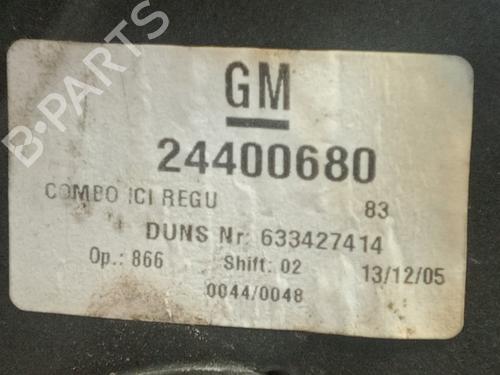 GM
24400680
COMBO ICI REGU 83
DUNS Nr: 633427414
Op.: 866 Shift: 02 13/12/05
0044/0048
B-PARTS